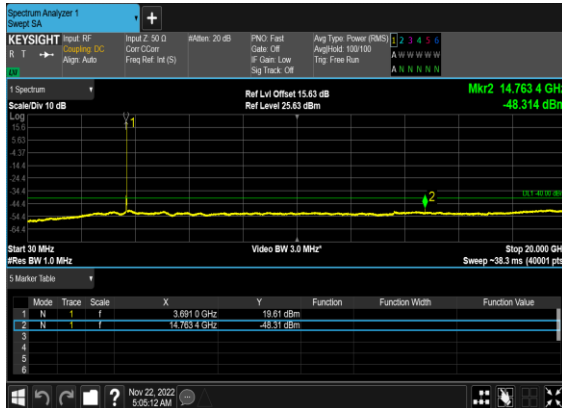 Spectrum Analyzer 1
Swept SA
+
KEYSIGHT Input: RF Input Z: 50 Ω #Atten: 20 dB PNO: Fast Avg Type: Power (RMS) 1 2 3 4 5 6
R T Coupling: DC Corr CCorr Gate: Off Avg|Hold: 100/100 A W W W W W
Align: Auto Freq Ref: Int (S) IF Gain: Low Trig: Free Run
Sig Track: Off A N N N N N
1 Spectrum Ref Lvl Offset 15.63 dB Mkr2 14.763 4 GHz
Scale/Div 10 dB Ref Level 25.63 dBm -48.314 dBm
Log
15.6
5.63
-4.37
-14.4
-24.4
-34.4
-44.4
-54.4
-64.4
1
2
Start 30 MHz Video BW 3.0 MHz* Stop 20.000 GH
#Res BW 1.0 MHz Sweep ~38.3 ms (40001 pts
5 Marker Table
Mode Trace Scale X Y Function Function Width Function Value
1 N 1 f 3.691 0 GHz 19.61 dBm
2 N 1 f 14.763 4 GHz -48.31 dBm
3
4
5
6
? Nov 22, 2022
5:05:12 AM